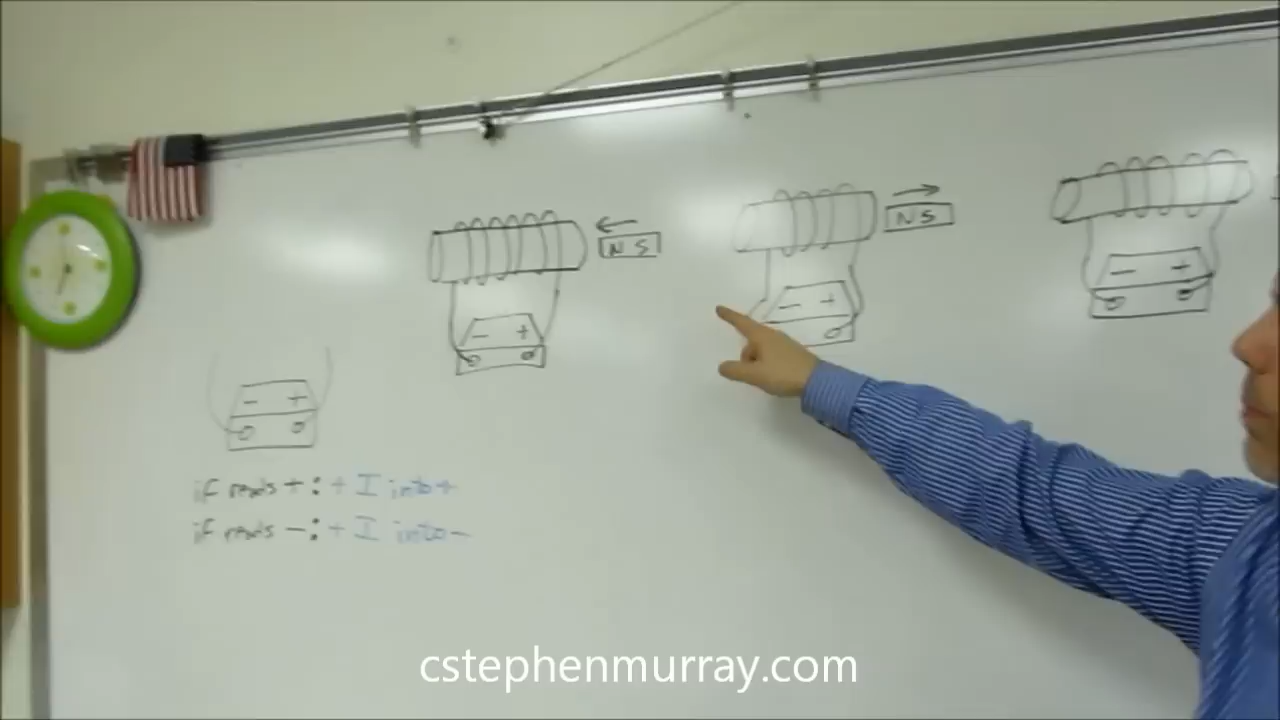 N S
N S
- +
- +
- +
- +
if reads + : + I into +
if reads - : + I into -
cstephenmurray.com